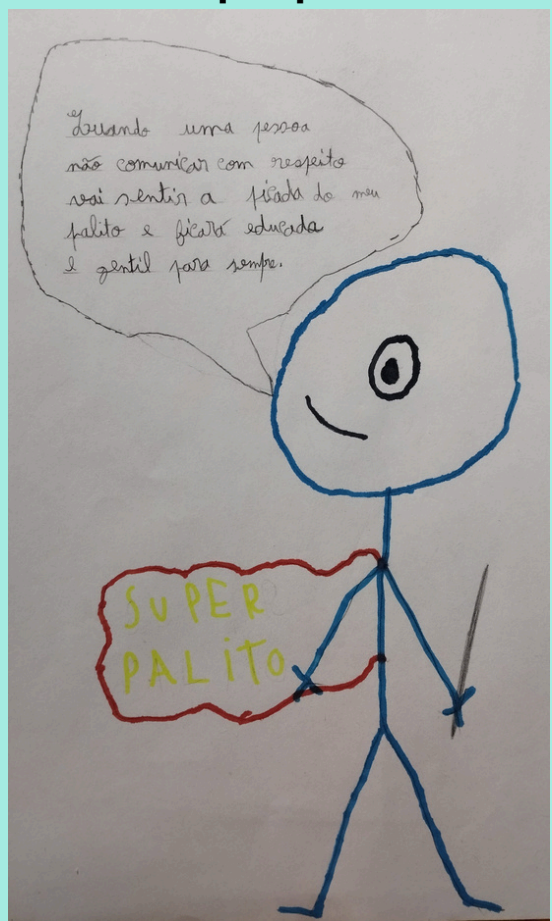 Quando uma pessoa
não comunicar com respeito
vai sentir a picada do meu
palito e ficará educada
e gentil para sempre.
SUPER
PALiTO